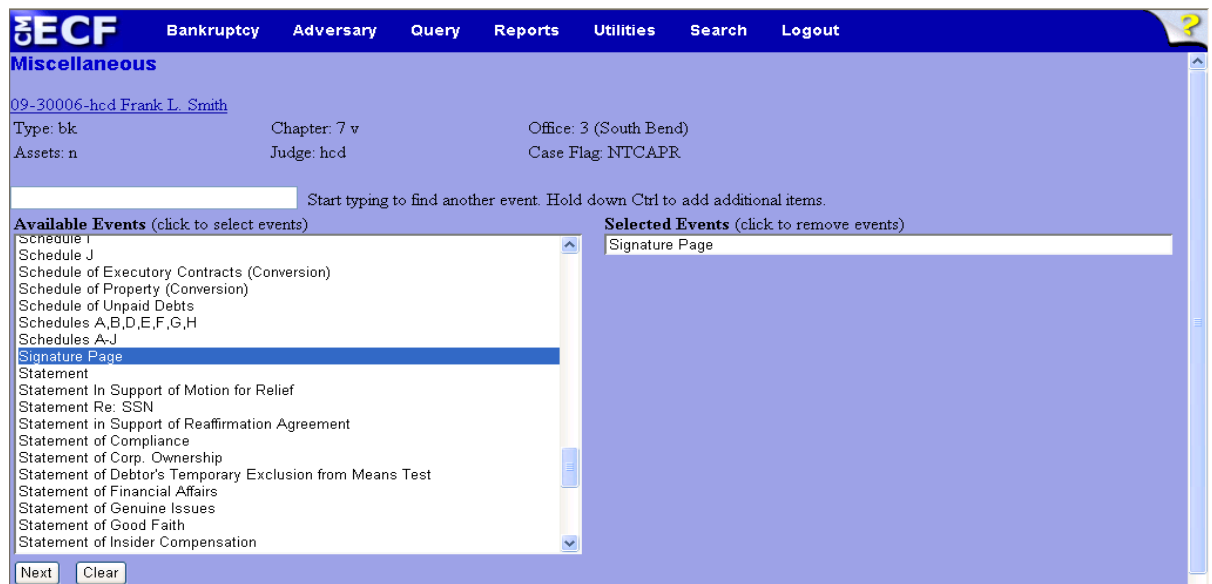 CM ECF Bankruptcy Adversary Query Reports Utilities Search Logout ?
Miscellaneous
09-30006-hcd Frank L. Smith
Type: bk Chapter: 7 v Office: 3 (South Bend)
Assets: n Judge: hcd Case Flag: NTCAPR
Start typing to find another event. Hold down Ctrl to add additional items.
Available Events (click to select events) Selected Events (click to remove events)
Schedule I Signature Page
Schedule J
Schedule of Executory Contracts (Conversion)
Schedule of Property (Conversion)
Schedule of Unpaid Debts
Schedules A,B,D,E,F,G,H
Schedules A-J
Signature Page
Statement
Statement In Support of Motion for Relief
Statement Re: SSN
Statement in Support of Reaffirmation Agreement
Statement of Compliance
Statement of Corp. Ownership
Statement of Debtor's Temporary Exclusion from Means Test
Statement of Financial Affairs
Statement of Genuine Issues
Statement of Good Faith
Statement of Insider Compensation
Next Clear